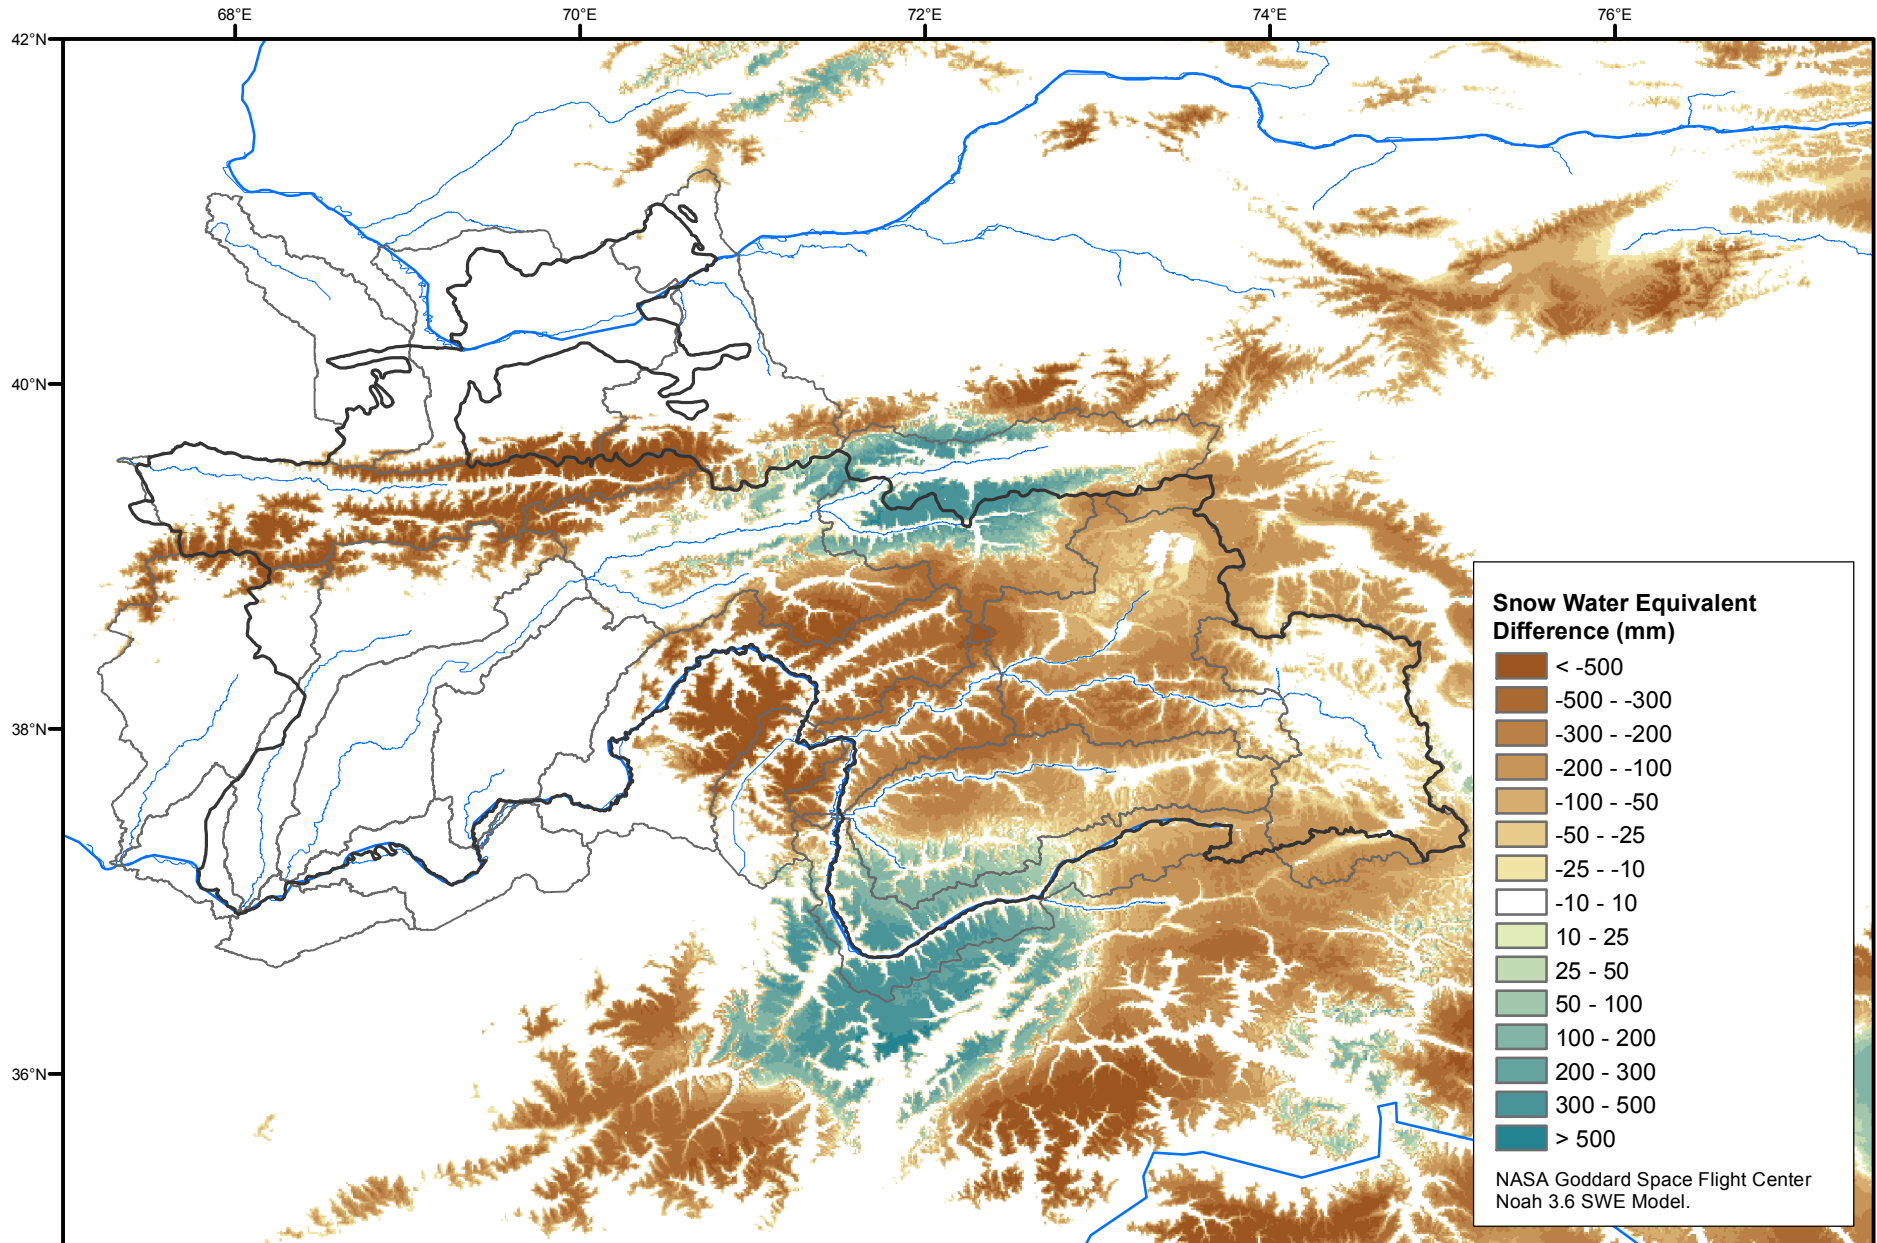 68°E 70°E 72°E 74°E 76°E
42°N
40°N
38°N
36°N
Snow Water Equivalent
Difference (mm)
< -500
-500 - -300
-300 - -200
-200 - -100
-100 - -50
-50 - -25
-25 - -10
-10 - 10
10 - 25
25 - 50
50 - 100
100 - 200
200 - 300
300 - 500
> 500
NASA Goddard Space Flight Center
Noah 3.6 SWE Model.